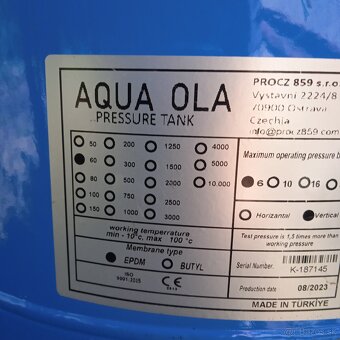 AQUA OLA
PRESSURE TANK
PROCZ 859 s.r.o.
Výstavní 2224/8
70900 Ostrava
Czechia
info@procz859.com
50 200 1250 4000
60 300 1500 5000
80 500 2000 10.000
100 750 2500
150 1000 3000
Maximum operating pressure b
6 10 16
Horizontal Vertical
working temperature
min - 10°c, max 100 °c
Membrane type
EPDM BUTYL
ISO
9001:2015
CE
Test pressure is 1,5 times more than
working pressure
Serial Number
K-187145
Production date 08/2023
MADE IN TÜRKİYE